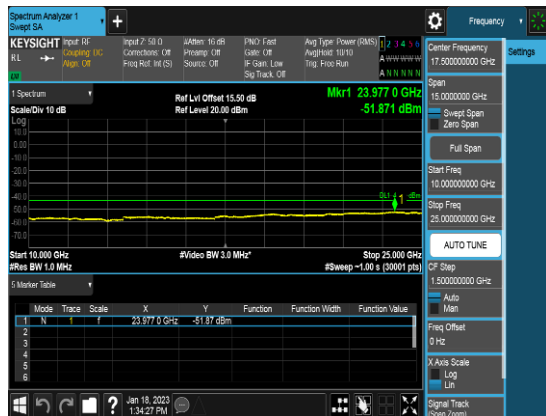 Spectrum Analyzer 1
Swept SA
Frequency
KEYSIGHT
RL
Input: RF
Coupling: DC
Align: Off
Input Z: 50 Ω
Corrections: Off
Freq Ref: Int (S)
#Atten: 16 dB
Preamp: Off
Source: Off
PNO: Fast
Gate: Off
IF Gain: Low
Sig Track: Off
Avg Type: Power (RMS)
Avg|Hold: 10/10
Trig: Free Run
1 2 3 4 5 6
A W W W W W
A N N N N N
LV
1 Spectrum
Scale/Div 10 dB
Log
Ref Lvl Offset 15.50 dB
Ref Level 20.00 dBm
Mkr1 23.977 0 GHz
-51.871 dBm
10.0
0.00
-10.0
-20.0
-30.0
-40.0
-50.0
-60.0
-70.0
1
Start 10.000 GHz
#Res BW 1.0 MHz
#Video BW 3.0 MHz*
Stop 25.000 GHz
#Sweep ~1.00 s (30001 pts)
5 Marker Table
Mode Trace Scale X Y Function Function Width Function Value
1 N 1 f 23.977 0 GHz -51.87 dBm
2
3
4
5
6
Jan 18, 2023
1:34:27 PM
Center Frequency
17.500000000 GHz
Settings
Span
15.0000000 GHz
Swept Span
Zero Span
Full Span
Start Freq
10.000000000 GHz
Stop Freq
25.000000000 GHz
AUTO TUNE
CF Step
1.500000000 GHz
Auto
Man
Freq Offset
0 Hz
X Axis Scale
Log
Lin
Signal Track
(Span Zoom)